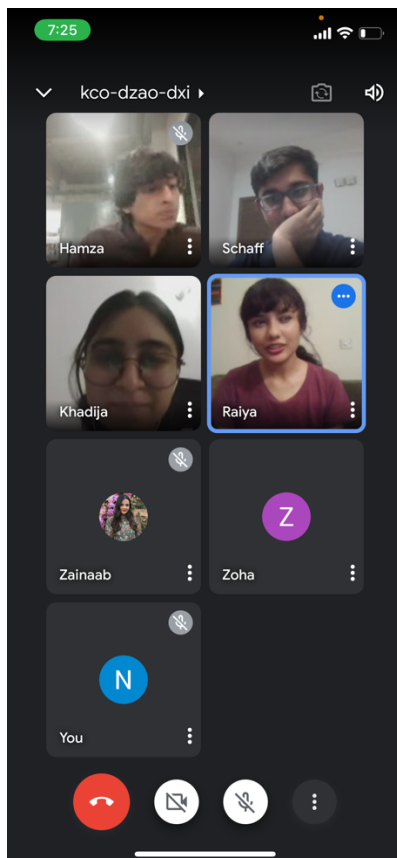 7:25
kco-dzao-dxi
Hamza
Schaff
Khadija
Raiya
Zainaab
Z
Zoha
N
You